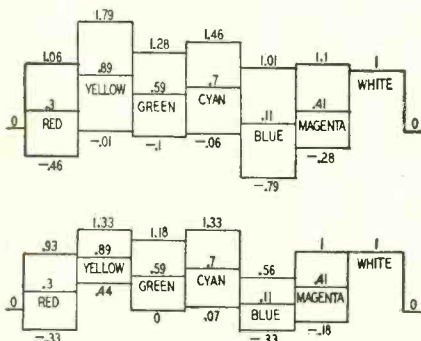 1.79
1.46
1.28
1.06 1.01 1.1 1
.89 WHITE
YELLOW .59 .7 .41
.3 GREEN CYAN .11 MAGENTA
0 RED BLUE 0
-.01 -.1 -.06
-.46 -.28
-.79
1.33 1.33
1.18
.93 1 1
.89 WHITE
YELLOW .59 .7 .56 .41
.3 .44 GREEN CYAN .11 MAGENTA
0 RED 0 .07 BLUE 0
-.33 -.33 -.18